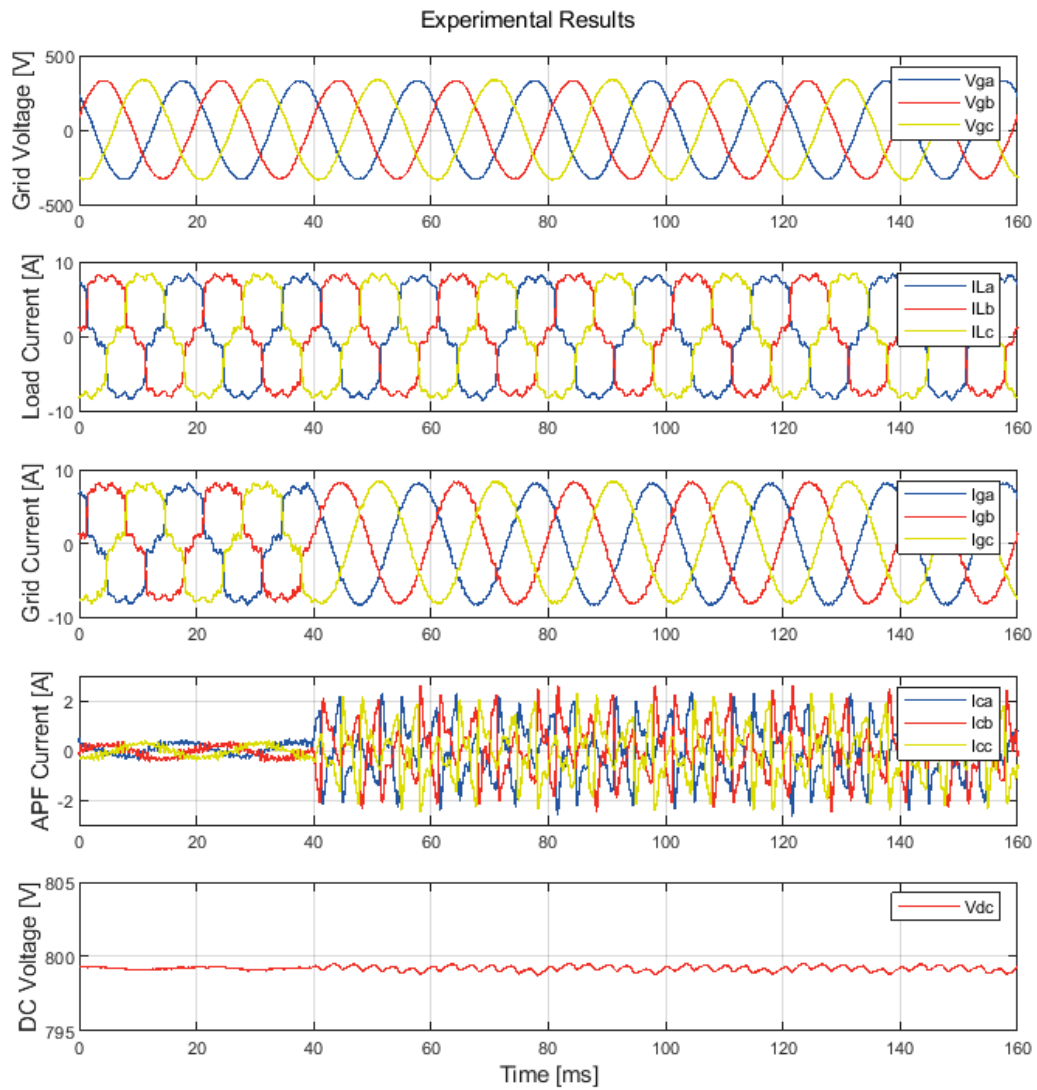 Experimental Results
Grid Voltage [V]
500
0
-500
Vga
Vgb
Vgc
0 20 40 60 80 100 120 140 160
Load Current [A]
10
0
-10
ILa
ILb
ILc
0 20 40 60 80 100 120 140 160
Grid Current [A]
10
0
-10
Iga
Igb
Igc
0 20 40 60 80 100 120 140 160
APF Current [A]
2
0
-2
Ica
Icb
Icc
0 20 40 60 80 100 120 140 160
DC Voltage [V]
805
800
795
Vdc
0 20 40 60 80 100 120 140 160
Time [ms]